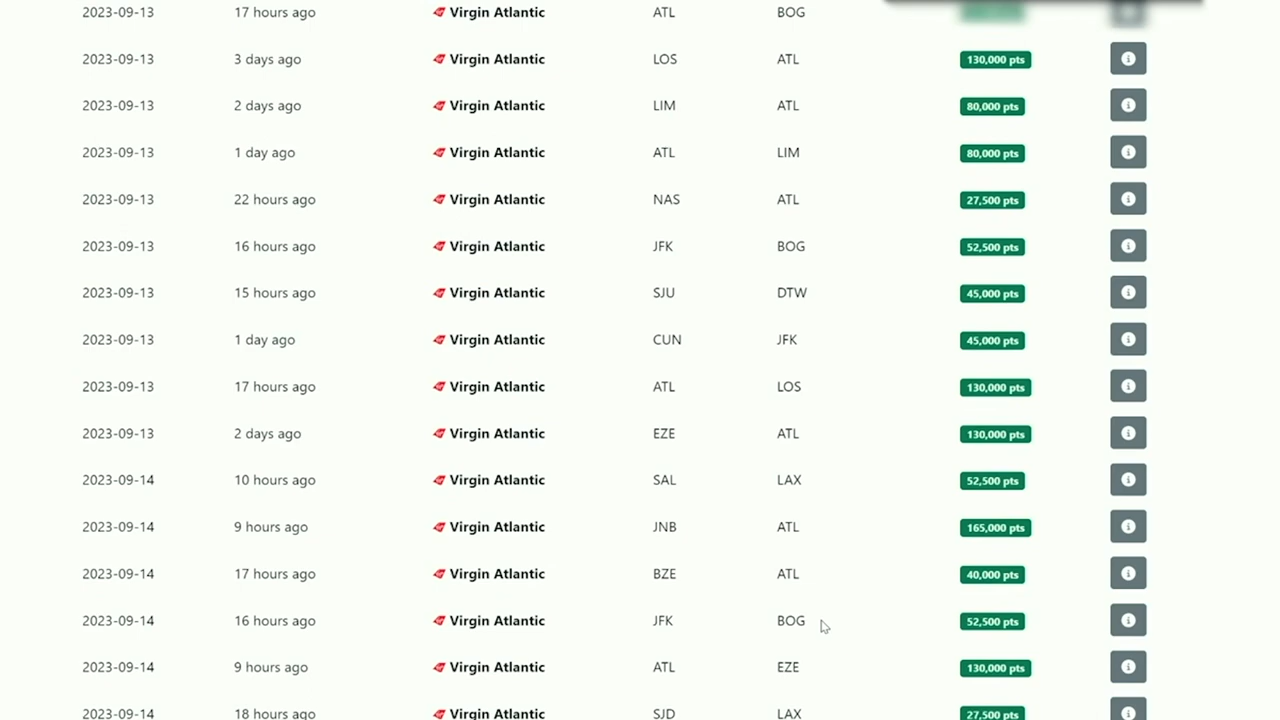 2023-09-13 17 hours ago Virgin Atlantic ATL BOG
2023-09-13 3 days ago Virgin Atlantic LOS ATL 130,000 pts
2023-09-13 2 days ago Virgin Atlantic LIM ATL 80,000 pts
2023-09-13 1 day ago Virgin Atlantic ATL LIM 80,000 pts
2023-09-13 22 hours ago Virgin Atlantic NAS ATL 27,500 pts
2023-09-13 16 hours ago Virgin Atlantic JFK BOG 52,500 pts
2023-09-13 15 hours ago Virgin Atlantic SJU DTW 45,000 pts
2023-09-13 1 day ago Virgin Atlantic CUN JFK 45,000 pts
2023-09-13 17 hours ago Virgin Atlantic ATL LOS 130,000 pts
2023-09-13 2 days ago Virgin Atlantic EZE ATL 130,000 pts
2023-09-14 10 hours ago Virgin Atlantic SAL LAX 52,500 pts
2023-09-14 9 hours ago Virgin Atlantic JNB ATL 165,000 pts
2023-09-14 17 hours ago Virgin Atlantic BZE ATL 40,000 pts
2023-09-14 16 hours ago Virgin Atlantic JFK BOG 52,500 pts
2023-09-14 9 hours ago Virgin Atlantic ATL EZE 130,000 pts
2023-09-14 18 hours ago Virgin Atlantic SJD LAX 27,500 pts